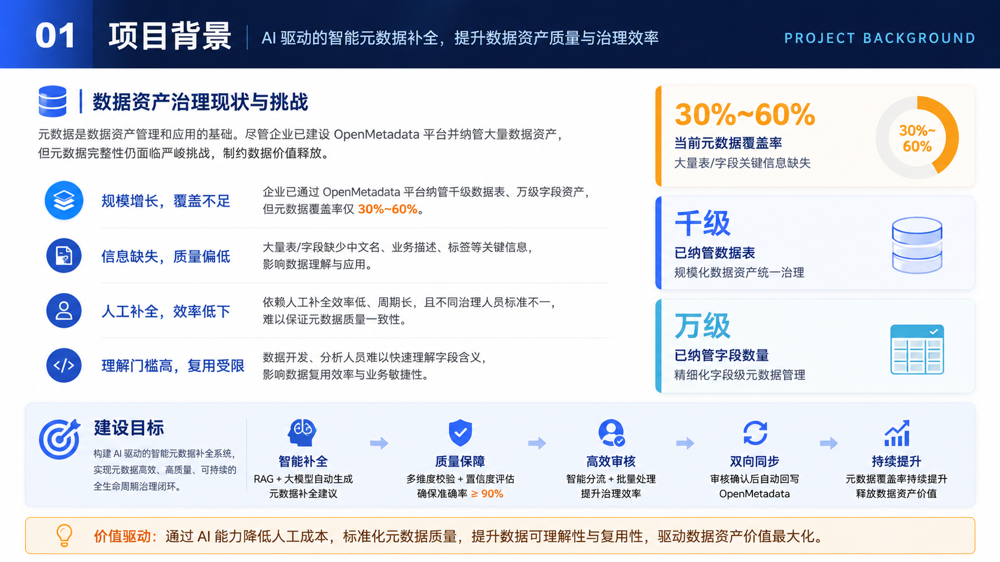 01
项目背景
AI 驱动的智能元数据补全，提升数据资产质量与治理效率
PROJECT BACKGROUND
数据资产治理现状与挑战
元数据是数据资产管理和应用的基础。尽管企业已建设 OpenMetadata 平台并纳管大量数据资产，
但元数据完整性仍面临严峻挑战，制约数据价值释放。
规模增长，覆盖不足
企业已通过 OpenMetadata 平台纳管千级数据表、万级字段资产，
但元数据覆盖率仅 30%~60%。
信息缺失，质量偏低
大量表/字段缺少中文名、业务描述、标签等关键信息，
影响数据理解与应用。
人工补全，效率低下
依赖人工补全效率低、周期长，且不同治理人员标准不一，
难以保证元数据质量一致性。
理解门槛高，复用受限
数据开发、分析人员难以快速理解字段含义，
影响数据复用效率与业务敏捷性。
30%~60%
当前元数据覆盖率
大量表/字段关键信息缺失
30%~
60%
千级
已纳管数据表
规模化数据资产统一治理
万级
已纳管字段数量
精细化字段级元数据管理
建设目标
构建 AI 驱动的智能元数据补全系统，
实现元数据高效、高质量、可持续的
全生命周期治理闭环。
智能补全
RAG + 大模型自动生成
元数据补全建议
质量保障
多维度校验 + 置信度评估
确保准确率 ≥ 90%
高效审核
智能分流 + 批量处理
提升治理效率
双向同步
审核确认后自动回写
OpenMetadata
持续提升
元数据覆盖率持续提升
释放数据资产价值
价值驱动：通过 AI 能力降低人工成本，标准化元数据质量，提升数据可理解性与复用性，驱动数据资产价值最大化。